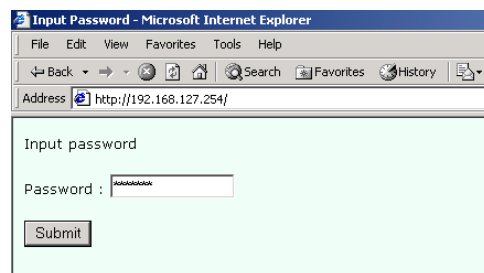 Input Password - Microsoft Internet Explorer
File Edit View Favorites Tools Help
Back Search Favorites History
Address http://192.168.127.254/
Input password
Password : *******
Submit